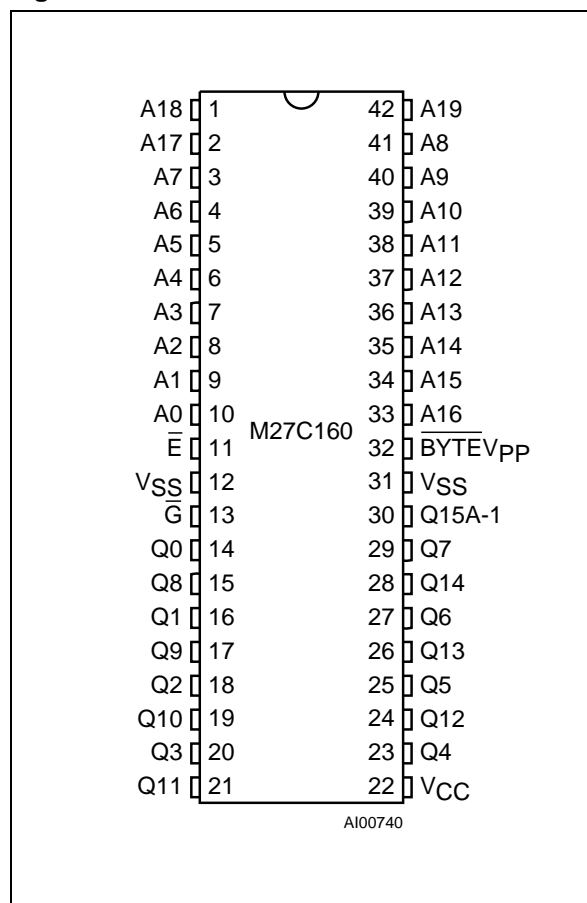 A18 1 42 A19
A17 2 41 A8
A7 3 40 A9
A6 4 39 A10
A5 5 38 A11
A4 6 37 A12
A3 7 36 A13
A2 8 35 A14
A1 9 34 A15
A0 10 33 A16
M27C160
E̅ 11 32 B̅Y̅T̅E̅VPP
VSS 12 31 VSS
G̅ 13 30 Q15A-1
Q0 14 29 Q7
Q8 15 28 Q14
Q1 16 27 Q6
Q9 17 26 Q13
Q2 18 25 Q5
Q10 19 24 Q12
Q3 20 23 Q4
Q11 21 22 VCC
AI00740